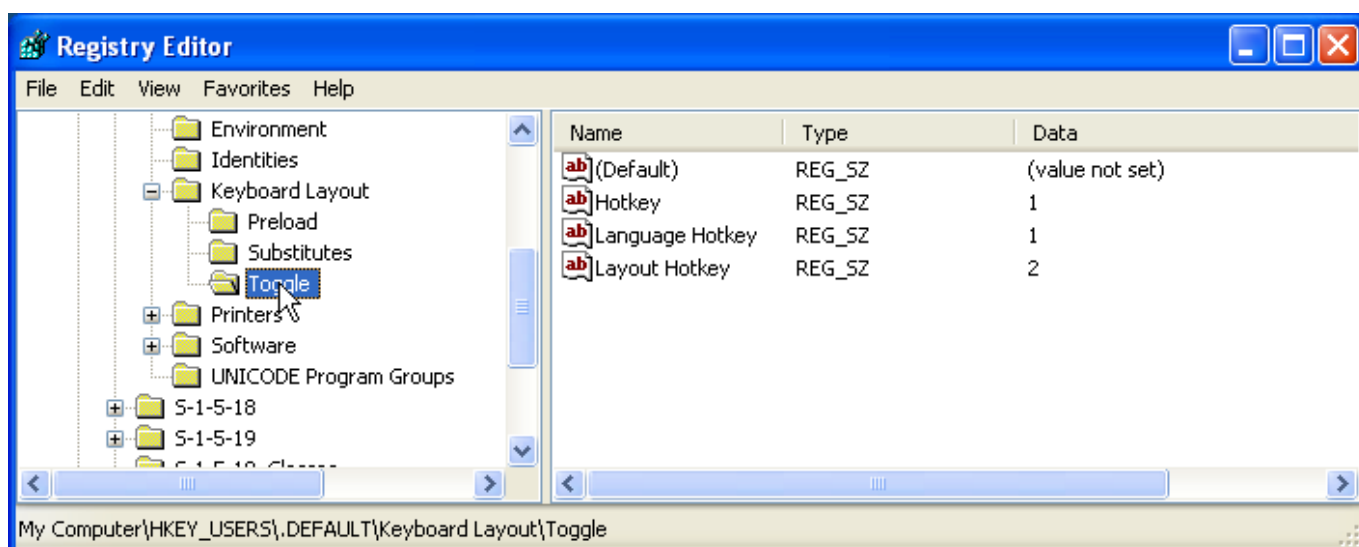 Registry Editor
File Edit View Favorites Help
Environment
Identities
Keyboard Layout
Preload
Substitutes
Toggle
Printers
Software
UNICODE Program Groups
S-1-5-18
S-1-5-19
Name Type Data
(Default) REG_SZ (value not set)
Hotkey REG_SZ 1
Language Hotkey REG_SZ 1
Layout Hotkey REG_SZ 2
My Computer\HKEY_USERS\.DEFAULT\Keyboard Layout\Toggle